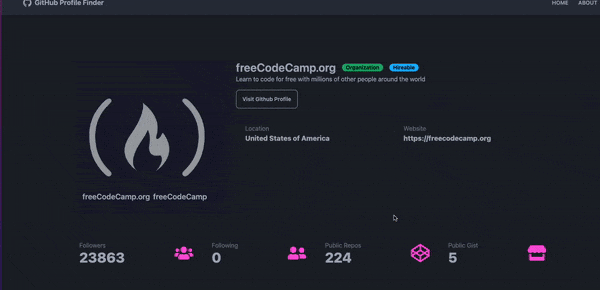 GitHub Profile Finder
HOME ABOUT
freeCodeCamp.org Organization Hireable
Learn to code for free with millions of other people around the world
Visit Github Profile
Location
United States of America
Website
https://freecodecamp.org
freeCodeCamp.org freeCodeCamp
Followers
23863
Following
0
Public Repos
224
Public Gist
5